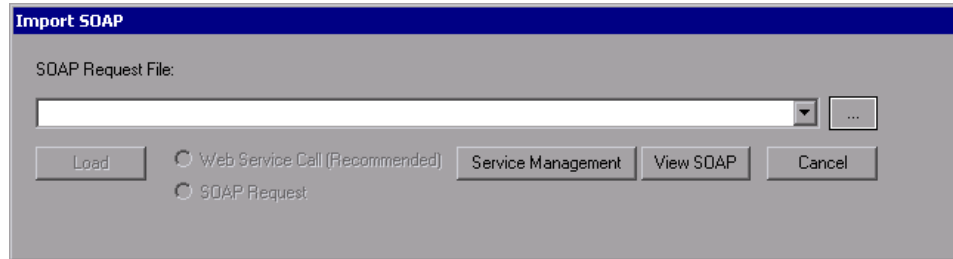 Import SOAP
SOAP Request File:
...
Load Web Service Call (Recommended) Service Management View SOAP Cancel
SOAP Request